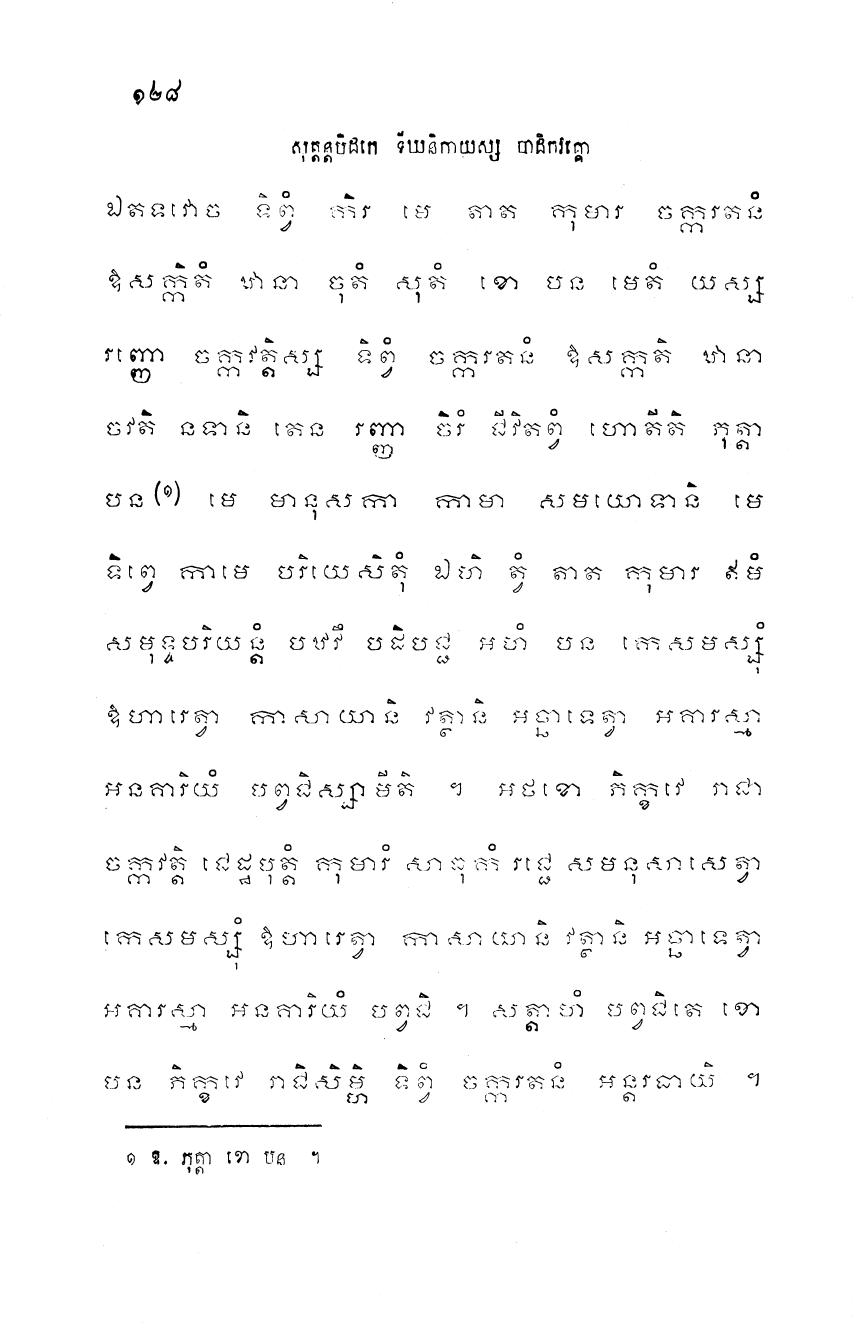 ១២៨
សុត្តន្តបិដកេ ទីឃនិកាយស្ស បាដិកវគ្គោ
ឯតទវោច ទិព្វំ កិរ មេ តាត កុមារ ចក្ករតនំ
ឱសក្កិតំ ឋានា ចុតំ សុតំ ខោ បន មេតំ យស្ស
រញ្ញោ ចក្កវត្តិស្ស ទិព្វំ ចក្ករតនំ ឱសក្កតិ ឋានា
ចវតិ នទានិ តេន រញ្ញា ចិរំ ជីវិតព្វំ ហោតីតិ ភុត្តា
បន (១) មេ មានុសកា កាមា សមយោទានិ មេ
ទិព្វេ កាមេ បរិយេសិតុំ ឯហិ ត្វំ តាត កុមារ ឥមំ
សមុទ្ទបរិយន្តំ បឋវឹ បដិបជ្ជ អហំ បន កេសមស្សុំ
ឱហារេត្វា កាសាយានិ វត្ថានិ អច្ឆាទេត្វា អគារស្មា
អនគារិយំ បព្វជិស្សាមីតិ ។ អថខោ ភិក្ខវេ រាជា
ចក្កវត្តិ ជេដ្ឋបុត្តំ កុមារំ សាធុកំ រជ្ជេ សមនុសាសេត្វា
កេសមស្សុំ ឱហារេត្វា កាសាយានិ វត្ថានិ អច្ឆាទេត្វា
អគារស្មា អនគារិយំ បព្វជិ ។ សត្តាហំ បព្វជិតេ ខោ
បន ភិក្ខវេ រាជិសិម្ហិ ទិព្វំ ចក្ករតនំ អន្តរធាយិ ។
១ ឱ. ភុត្តា ខោ បន ។